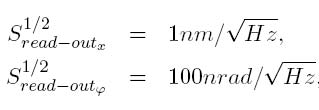 S^{1/2}_{read-out_x} = 1nm/√Hz,
S^{1/2}_{read-out_φ} = 100nrad/√Hz.